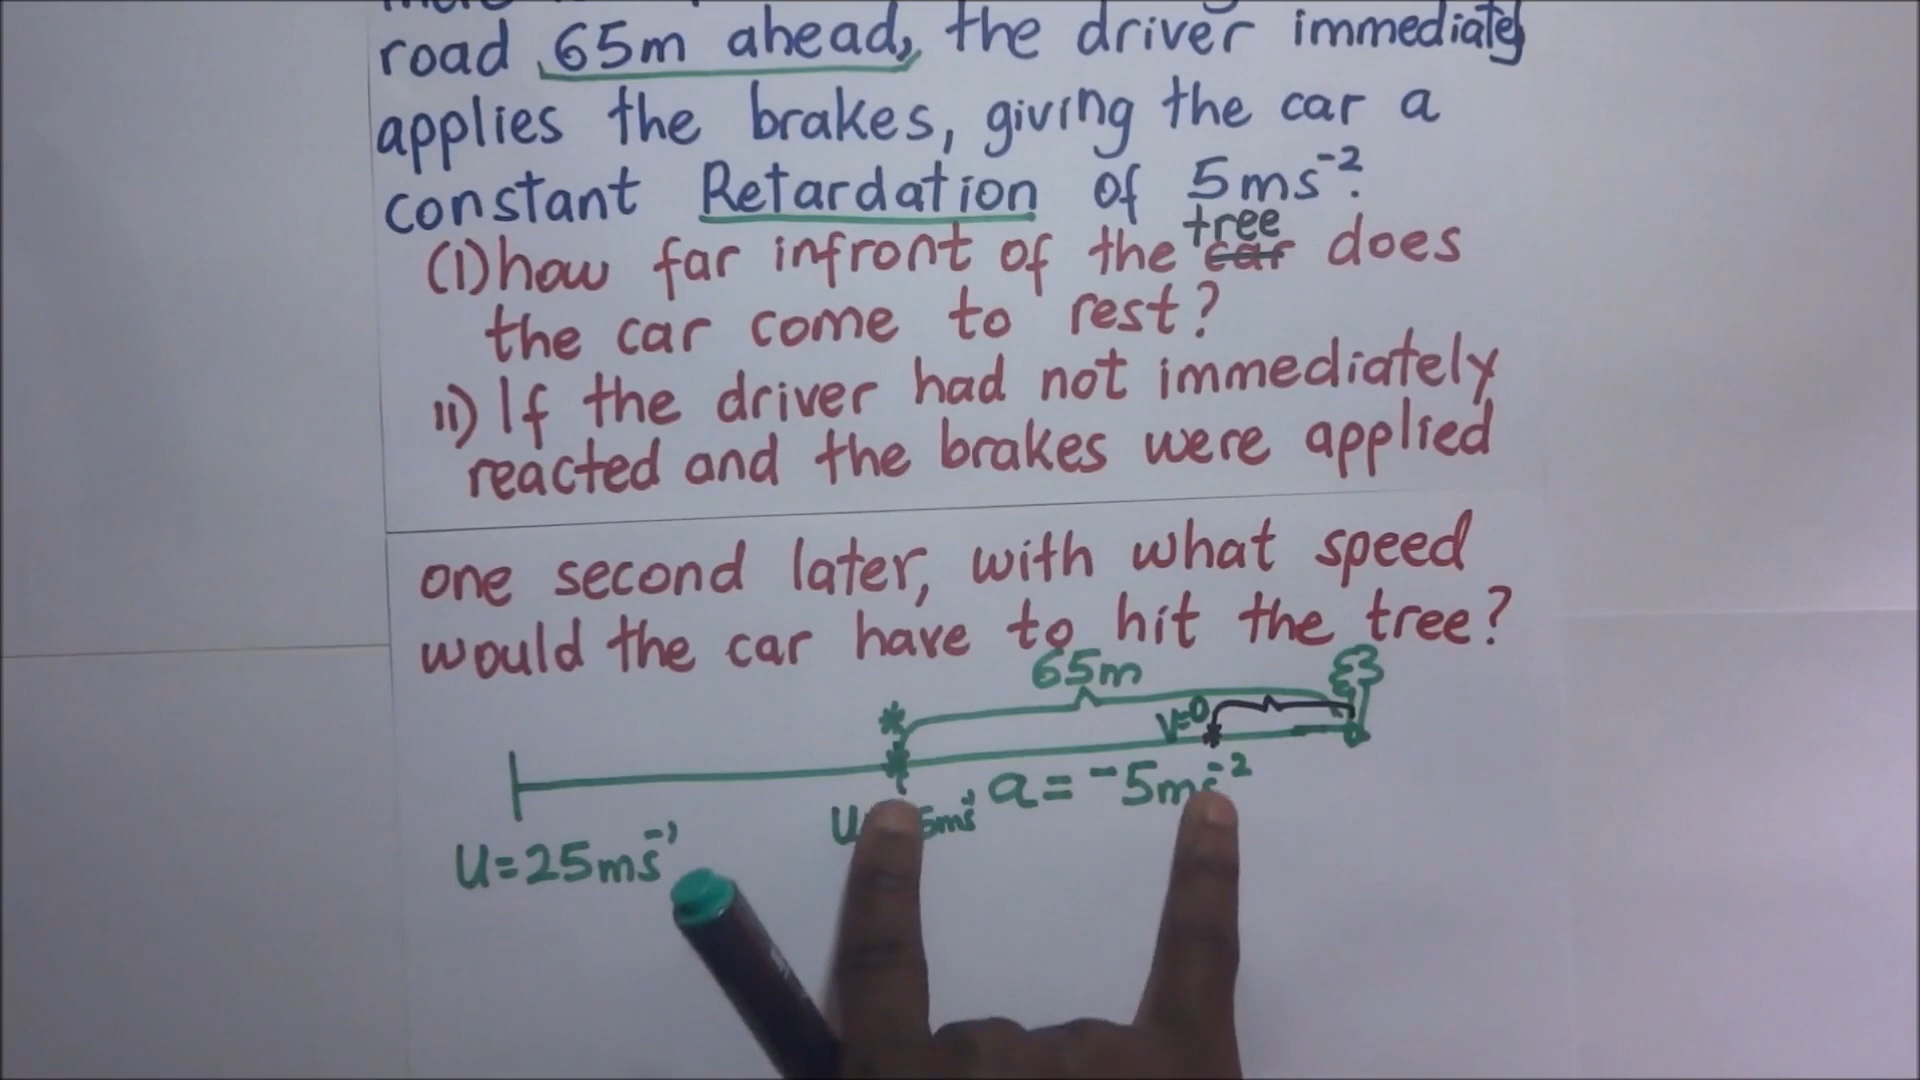 road 65m ahead, the driver immediately
applies the brakes, giving the car a
constant Retardation of 5ms⁻².
tree
(I) how far infront of the car does
the car come to rest?
II) If the driver had not immediately
reacted and the brakes were applied
one second later, with what speed
would the car have to hit the tree?
65m
V=0
a = -5ms⁻²
U 5ms⁻¹
U=25ms⁻¹